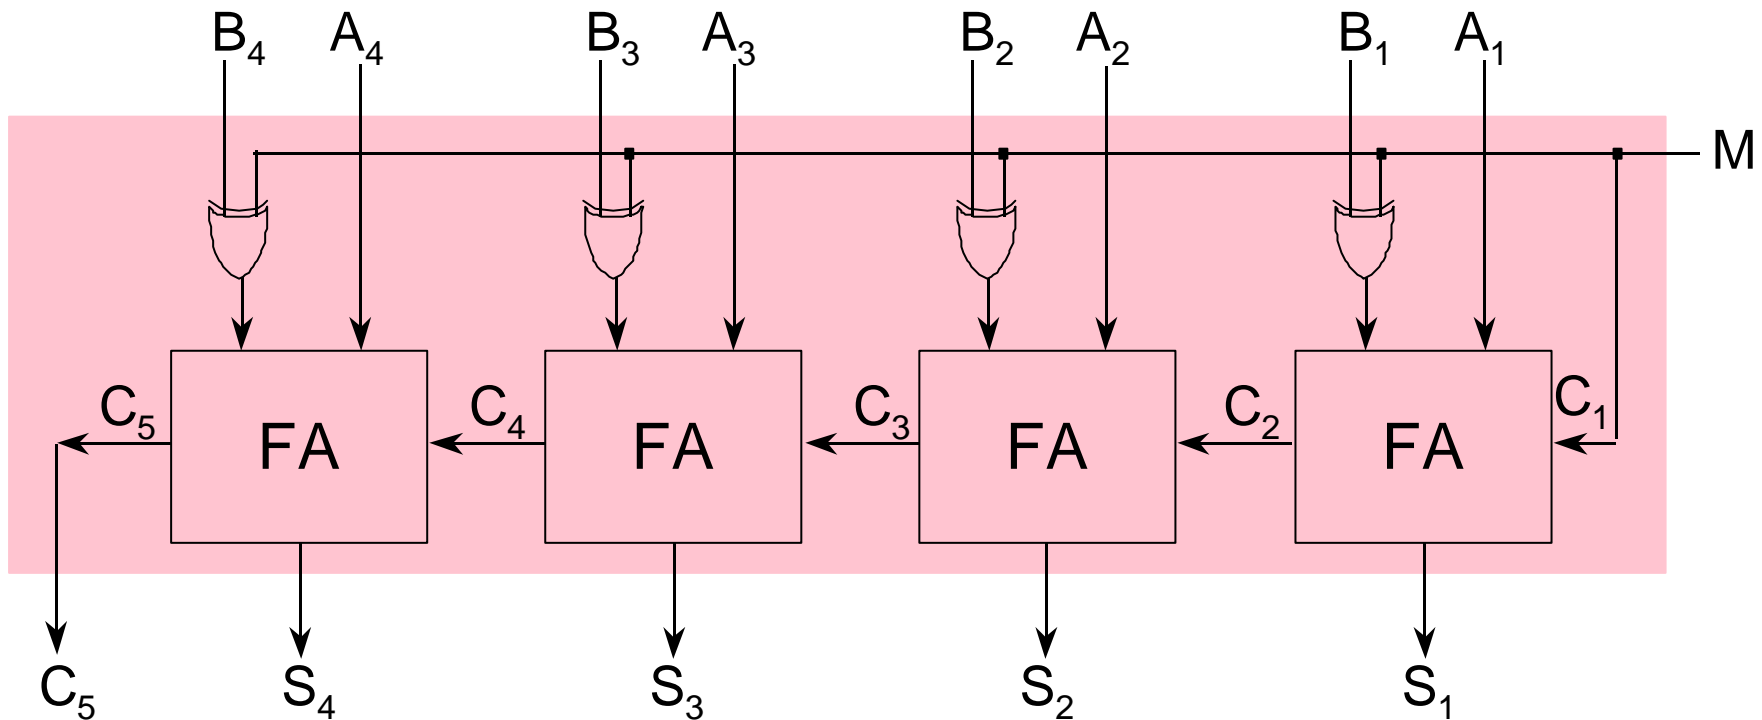 B4 A4 B3 A3 B2 A2 B1 A1
M
C5 C4 C3 C2 C1
FA FA FA FA
C5 S4 S3 S2 S1